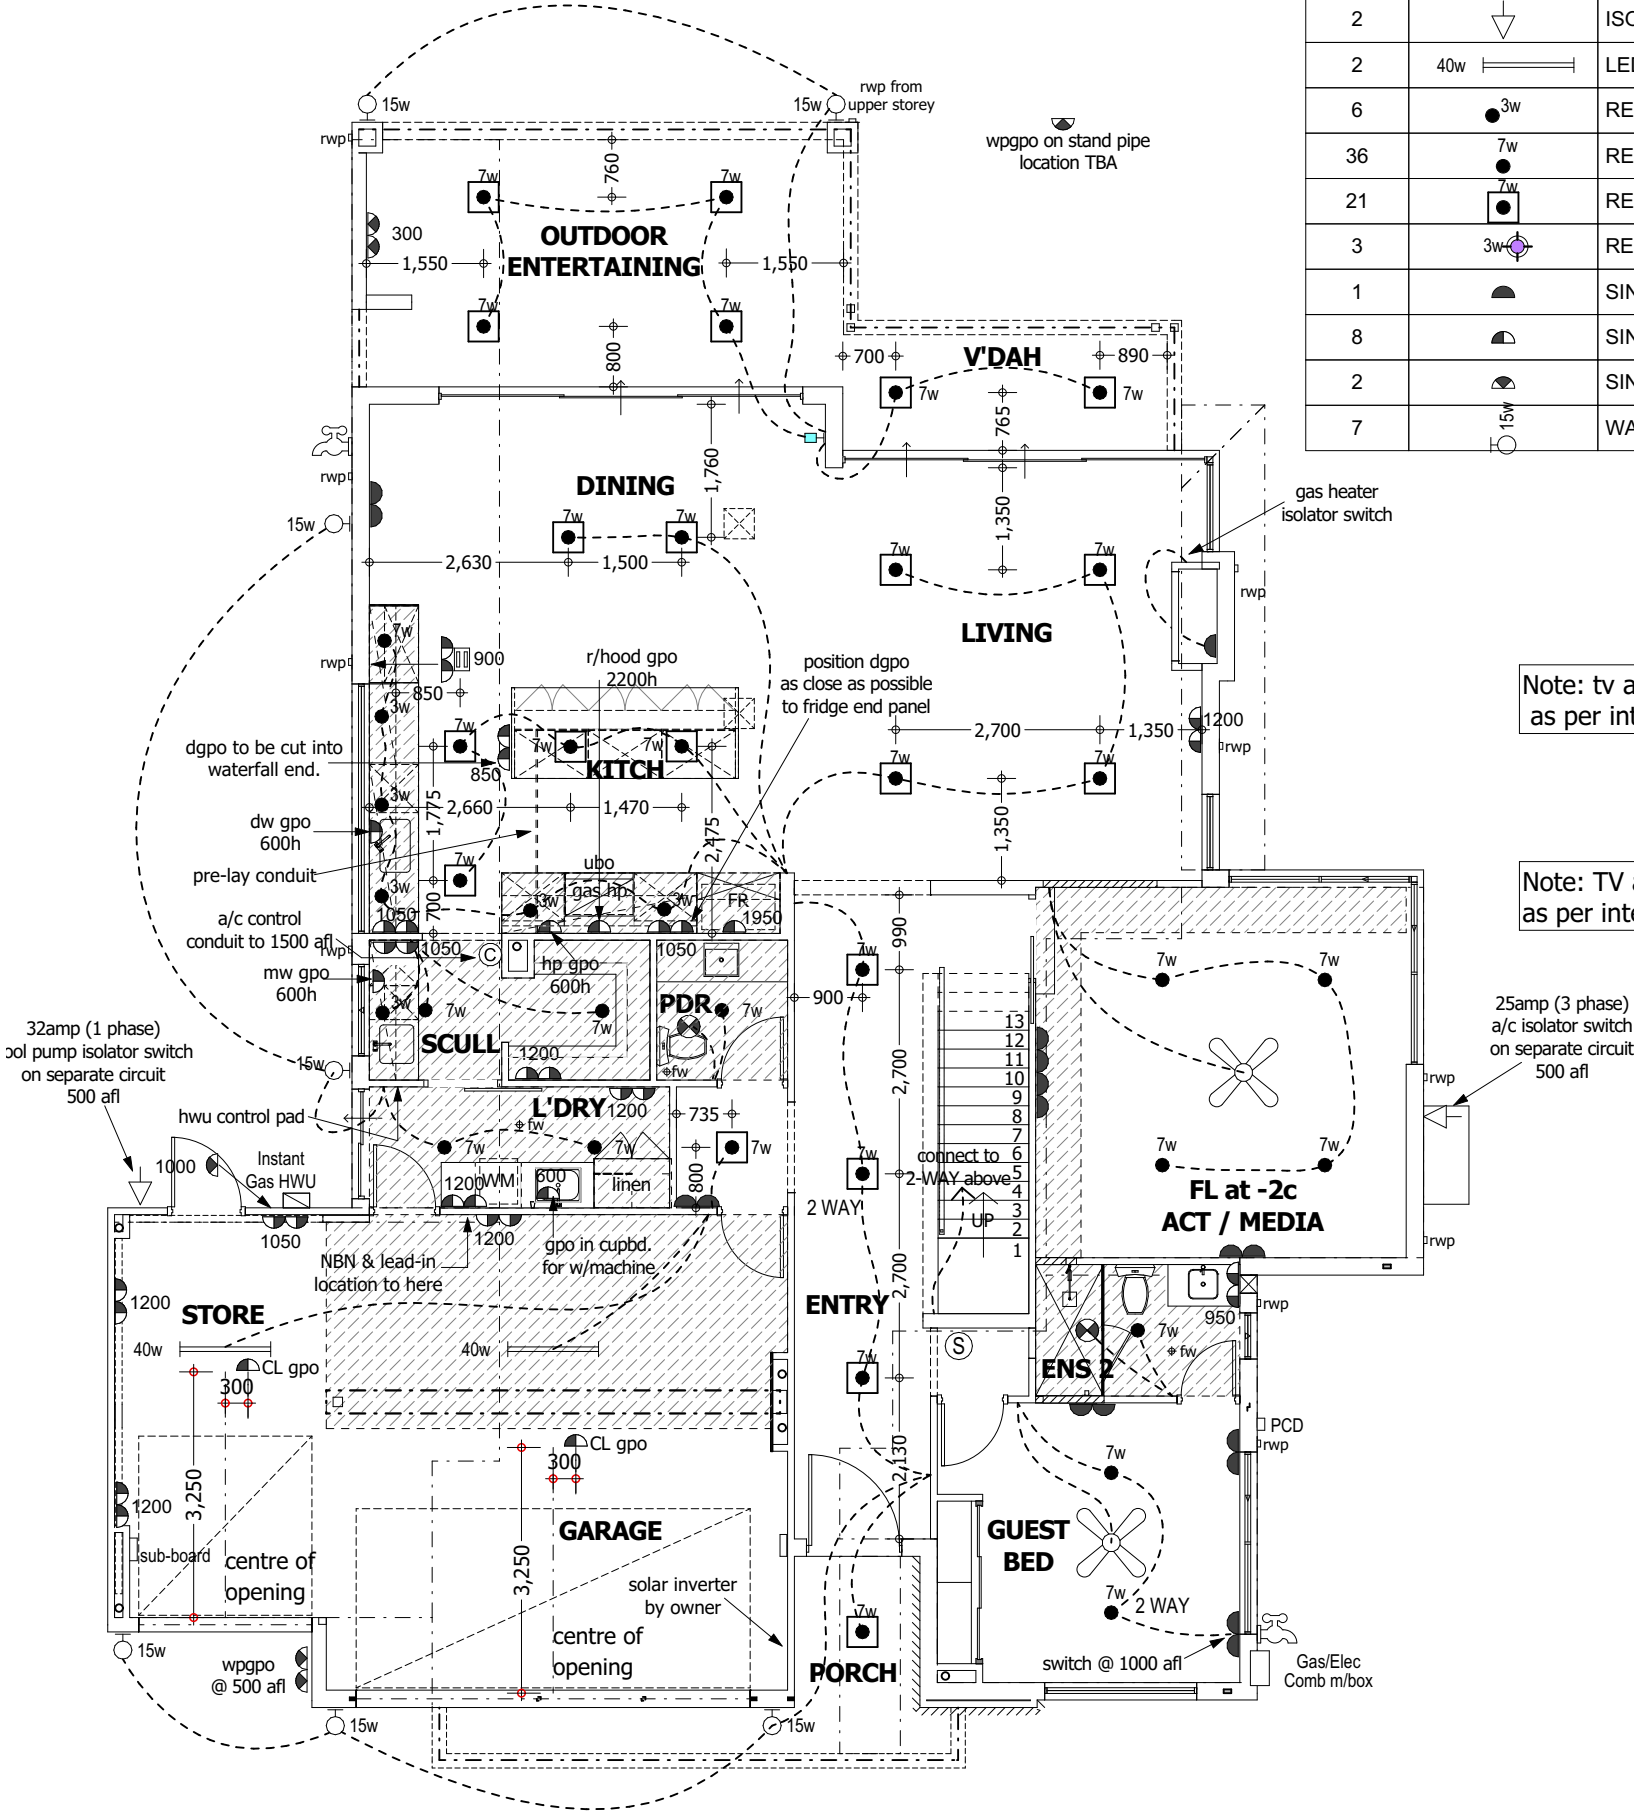 2
ISO
2
40w
LED
6
3w
RE
36
7w
RE
21
7w
RE
3
3w
RE
1
SIN
8
SIN
2
SIN
7
15w
WA
15w
15w
rwp from
upper storey
rwp
wpgpo on stand pipe
location TBA
760
7w
7w
300
OUTDOOR
ENTERTAINING
1,550
1,550
7w
7w
800
700
V'DAH
890
7w
7w
765
1,760
rwp
DINING
15w
7w
7w
1,350
gas heater
isolator switch
2,630
1,500
7w
7w
rwp
LIVING
7w
rwp
900
r/hood gpo
2200h
position dgpo
as close as possible
to fridge end panel
Note: tv a
as per int
850
3w
7w
7w
7w
2,700
1,350
1200
rwp
dgpo to be cut into
waterfall end.
850
KITCH
7w
7w
3w
1,775
2,660
1,470
dw gpo
600h
2,475
1,350
7w
ubo
pre-lay conduit
gas hp
3w
3w
3w
FR
Note: TV a
as per inte
a/c control
conduit to 1500 afl
1050
700
1950
rwp
1050
C
1050
990
hp gpo
600h
7w
7w
7w
mw gpo
600h
900
3w
7w
7w
PDR
7w
32amp (1 phase)
ool pump isolator switch
on separate circuit
500 afl
SCULL
13
12
11
10
9
8
7
6
5
4
3
2
1
25amp (3 phase)
a/c isolator switch
on separate circuit
500 afl
15w
1200
fw
2,700
rwp
hwu control pad
L'DRY
1200
735
fw
7w
7w
7w
7w
connect to
2-WAY above
7w
7w
1000
Instant
Gas HWU
1200
WM
600
linen
800
2 WAY
UP
FL at -2c
ACT / MEDIA
1050
1200
NBN & lead-in
location to here
gpo in cupbd.
for w/machine
2,700
rwp
1200
STORE
ENTRY
950
rwp
40w
40w
S
7w
fw
ENS 2
CL gpo
300
7w
CL gpo
300
2,130
PCD
rwp
3,250
1200
7w
GARAGE
GUEST
BED
sub-board
centre of
opening
3,250
solar inverter
by owner
7w
2 WAY
7w
centre of
opening
15w
wpgpo
@ 500 afl
PORCH
switch @ 1000 afl
Gas/Elec
Comb m/box
15w
15w